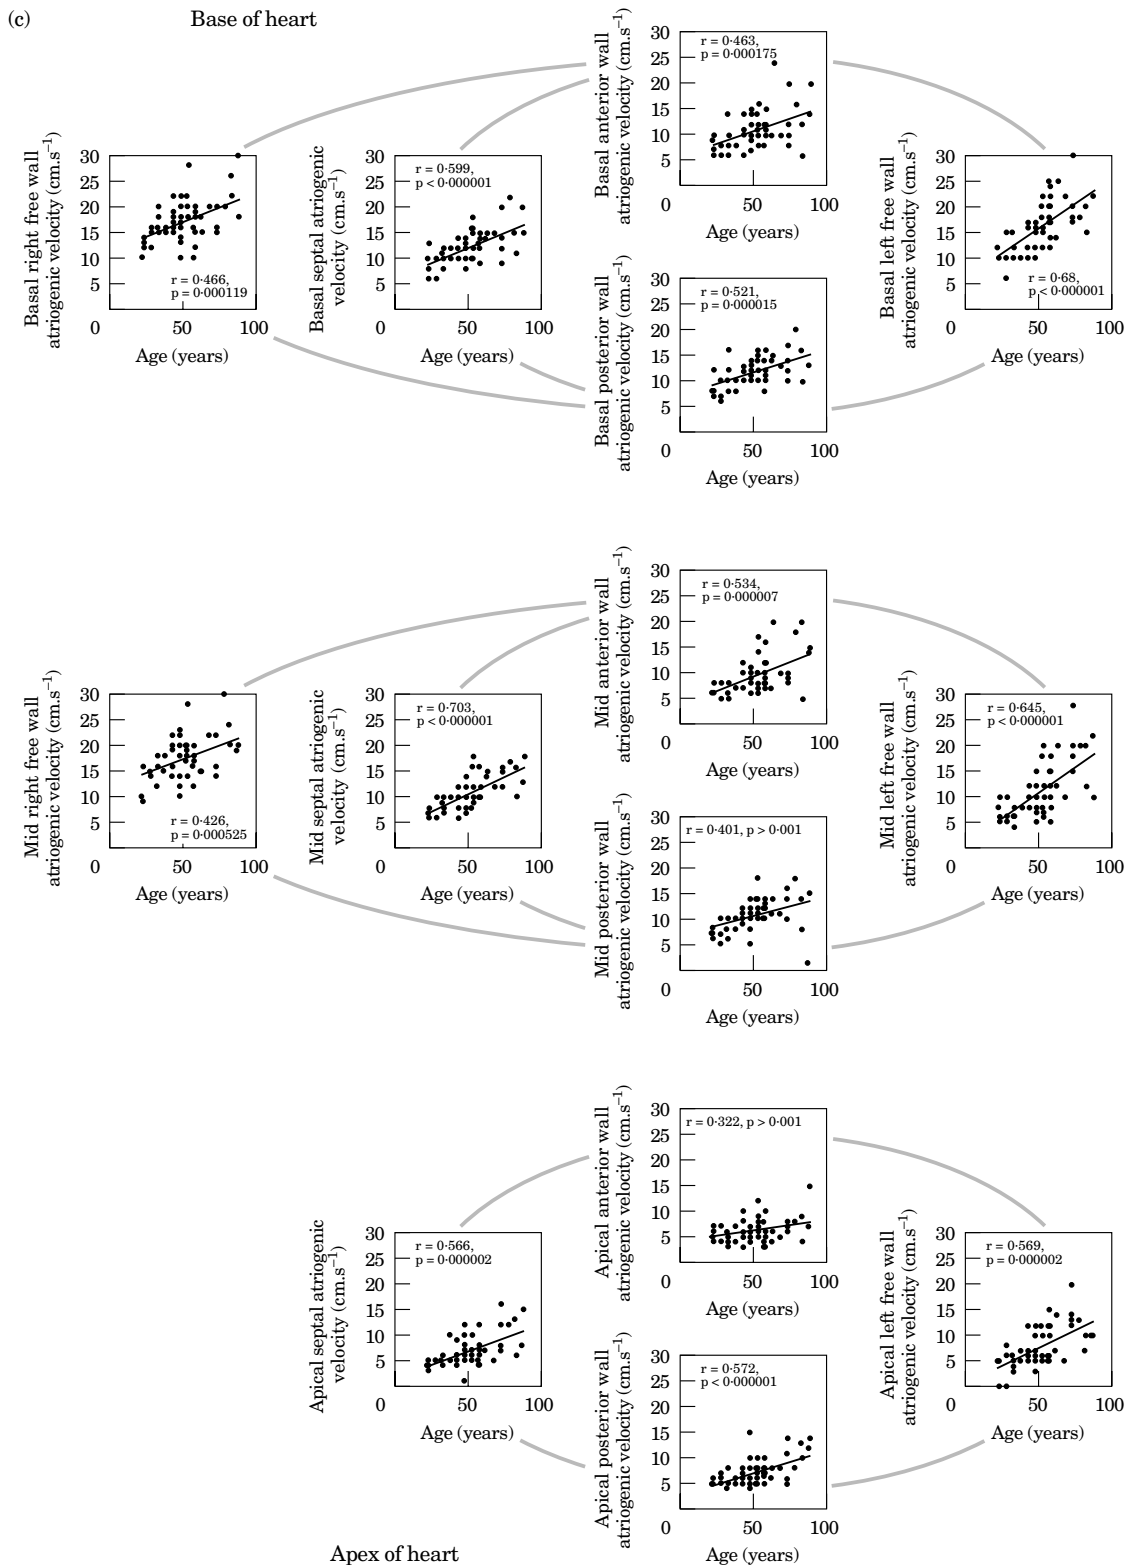 (c)
Base of heart
Basal anterior wall
atriogenic velocity (cm.s⁻¹)
30
25
20
15
10
5
0
50
100
r = 0·463,
p = 0·000175
Age (years)
Basal right free wall
atriogenic velocity (cm.s⁻¹)
30
25
20
15
10
5
0
50
100
r = 0·466,
p = 0·000119
Age (years)
Basal septal atriogenic
velocity (cm.s⁻¹)
30
25
20
15
10
5
0
50
100
r = 0·599,
p < 0·000001
Age (years)
Basal left free wall
atriogenic velocity (cm.s⁻¹)
30
25
20
15
10
5
0
50
100
r = 0·68,
p < 0·000001
Age (years)
Basal posterior wall
atriogenic velocity (cm.s⁻¹)
30
25
20
15
10
5
0
50
100
r = 0·521,
p = 0·000015
Age (years)
Mid anterior wall
atriogenic velocity (cm.s⁻¹)
30
25
20
15
10
5
0
50
100
r = 0·534,
p = 0·000007
Age (years)
Mid right free wall
atriogenic velocity (cm.s⁻¹)
30
25
20
15
10
5
0
50
100
r = 0·426,
p = 0·000525
Age (years)
Mid septal atriogenic
velocity (cm.s⁻¹)
30
25
20
15
10
5
0
50
100
r = 0·703,
p < 0·000001
Age (years)
Mid left free wall
atriogenic velocity (cm.s⁻¹)
30
25
20
15
10
5
0
50
100
r = 0·645,
p < 0·000001
Age (years)
Mid posterior wall
atriogenic velocity (cm.s⁻¹)
30
25
20
15
10
5
0
50
100
r = 0·401, p > 0·001
Age (years)
Apical anterior wall
atriogenic velocity (cm.s⁻¹)
30
25
20
15
10
5
0
50
100
r = 0·322, p > 0·001
Age (years)
Apical septal atriogenic
velocity (cm.s⁻¹)
30
25
20
15
10
5
0
50
100
r = 0·566,
p = 0·000002
Age (years)
Apical left free wall
atriogenic velocity (cm.s⁻¹)
30
25
20
15
10
5
0
50
100
r = 0·569,
p = 0·000002
Age (years)
Apical posterior wall
atriogenic velocity (cm.s⁻¹)
30
25
20
15
10
5
0
50
100
r = 0·572,
p < 0·000001
Age (years)
Apex of heart